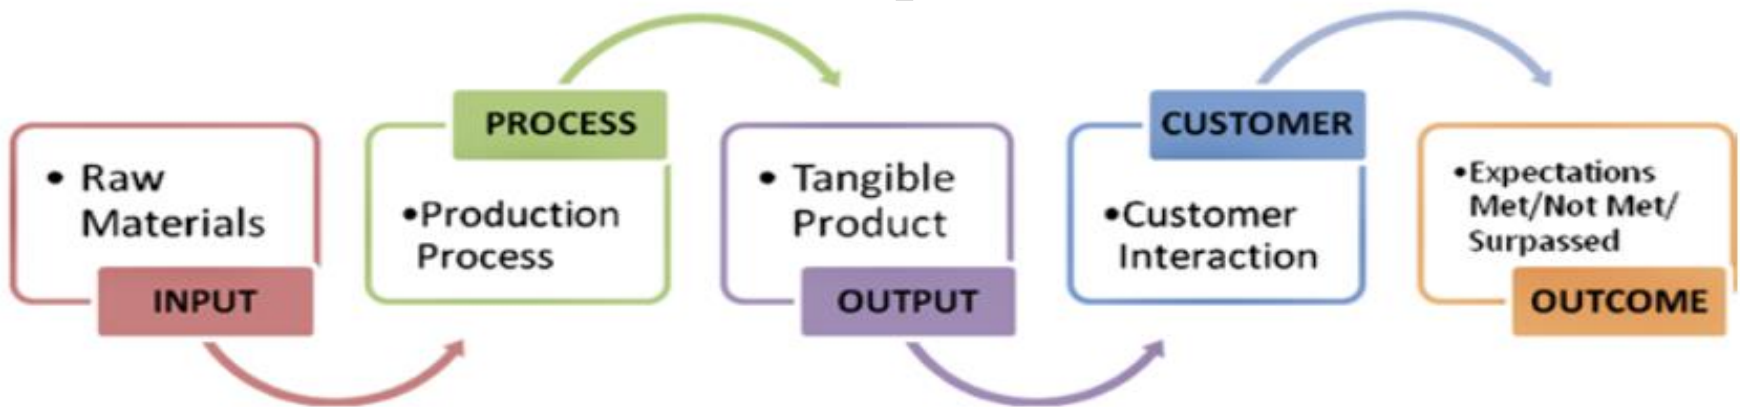 • Raw
Materials
INPUT
PROCESS
•Production
Process
• Tangible
Product
OUTPUT
CUSTOMER
•Customer
Interaction
•Expectations
Met/Not Met/
Surpassed
OUTCOME